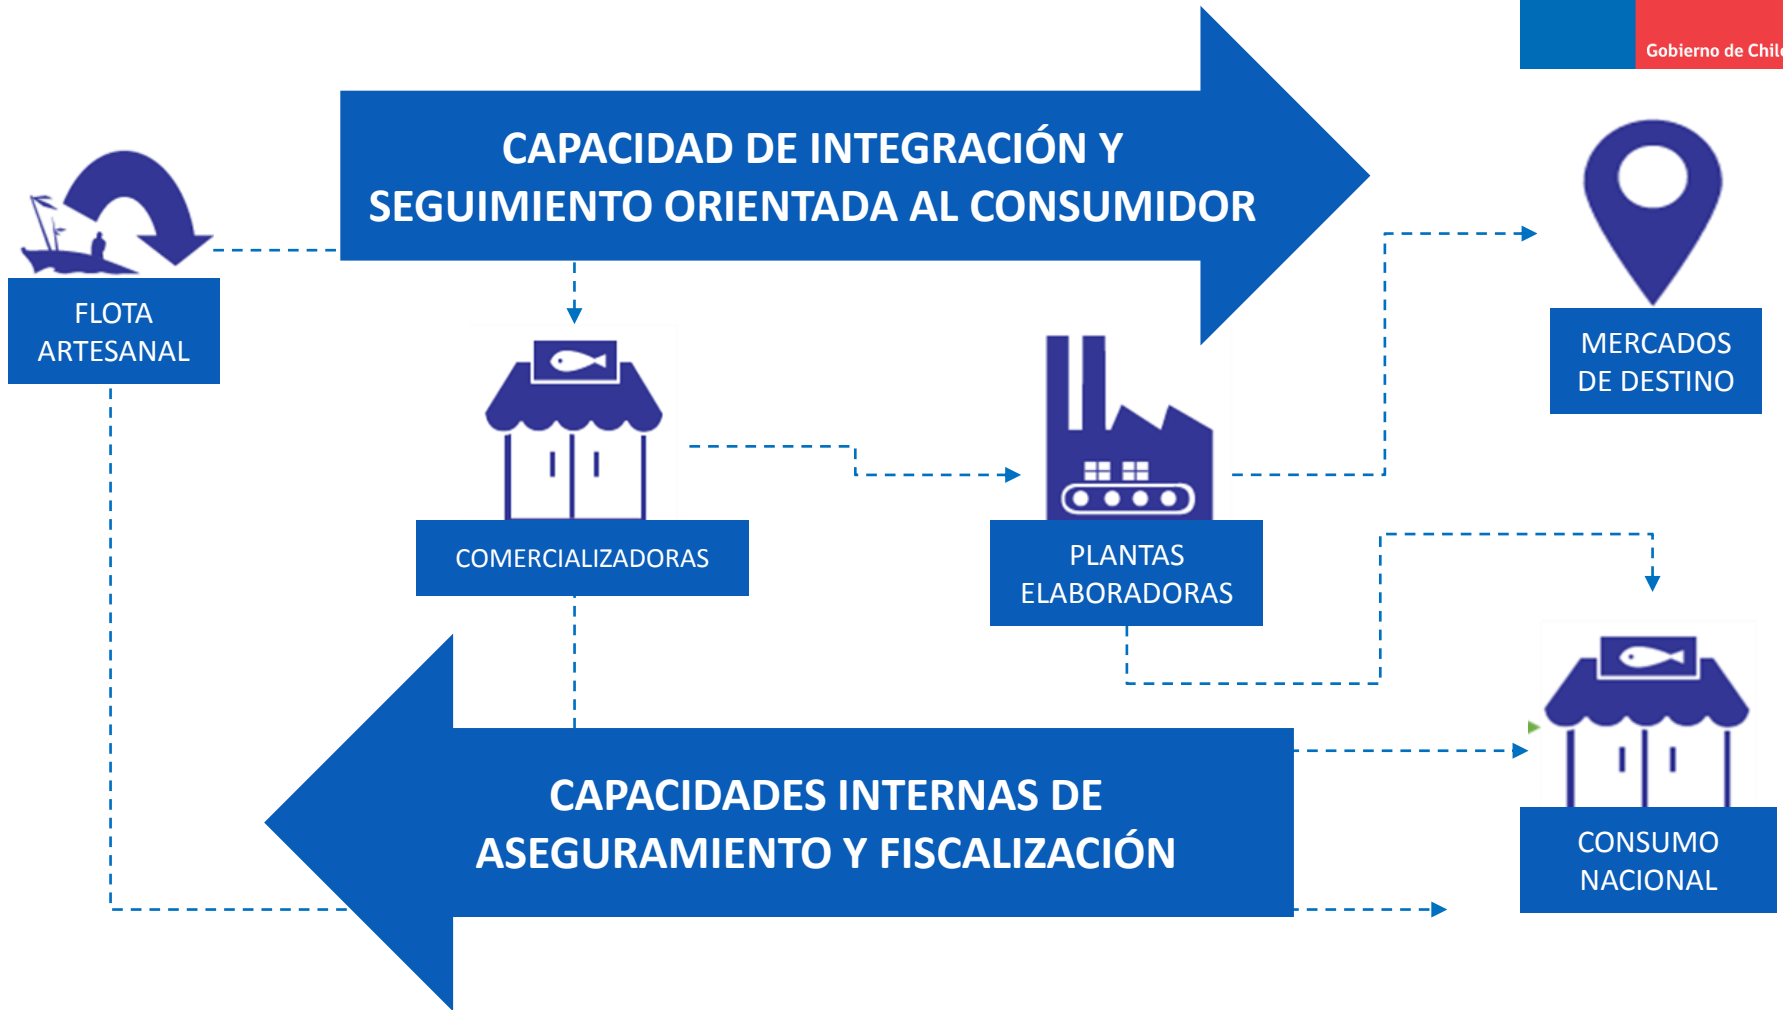 Gobierno de Chile
CAPACIDAD DE INTEGRACIÓN Y
SEGUIMIENTO ORIENTADA AL CONSUMIDOR
FLOTA
ARTESANAL
MERCADOS
DE DESTINO
COMERCIALIZADORAS
PLANTAS
ELABORADORAS
CAPACIDADES INTERNAS DE
ASEGURAMIENTO Y FISCALIZACIÓN
CONSUMO
NACIONAL